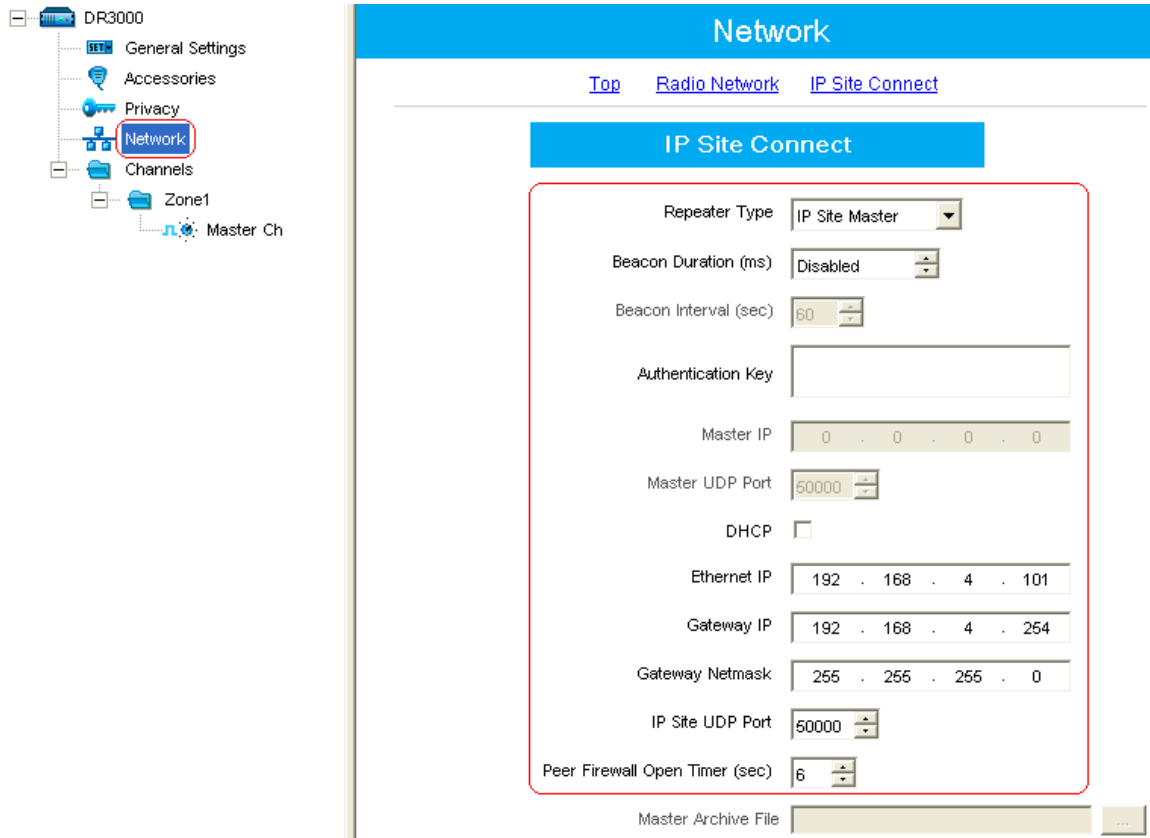 DR3000
General Settings
Accessories
Privacy
Network
Channels
Zone1
Master Ch
Network
Top Radio Network IP Site Connect
IP Site Connect
Repeater Type IP Site Master
Beacon Duration (ms) Disabled
Beacon Interval (sec) 60
Authentication Key
Master IP 0 . 0 . 0 . 0
Master UDP Port 50000
DHCP
Ethernet IP 192 . 168 . 4 . 101
Gateway IP 192 . 168 . 4 . 254
Gateway Netmask 255 . 255 . 255 . 0
IP Site UDP Port 50000
Peer Firewall Open Timer (sec) 6
Master Archive File ...